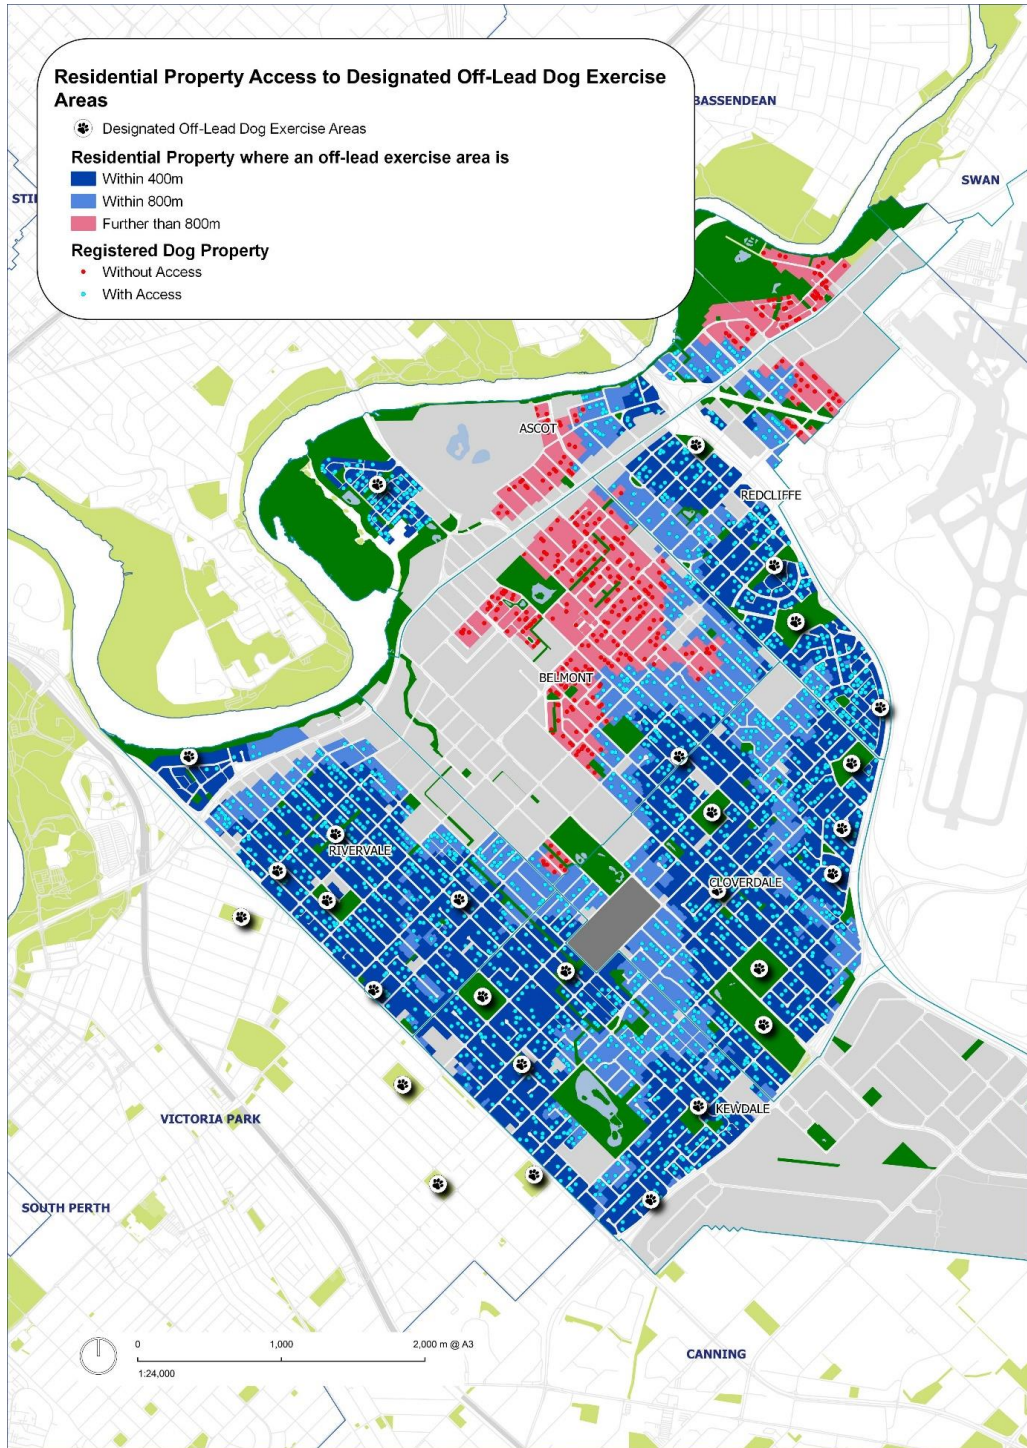 Residential Property Access to Designated Off-Lead Dog Exercise
Areas
Designated Off-Lead Dog Exercise Areas
Residential Property where an off-lead exercise area is
Within 400m
Within 800m
Further than 800m
Registered Dog Property
Without Access
With Access
BASSENDEAN
SWAN
STI
ASCOT
REDCLIFFE
BELMONT
RIVERVALE
CLOVERDALE
KEWDALE
VICTORIA PARK
SOUTH PERTH
CANNING
0 1,000 2,000 m @ A3
1:24,000